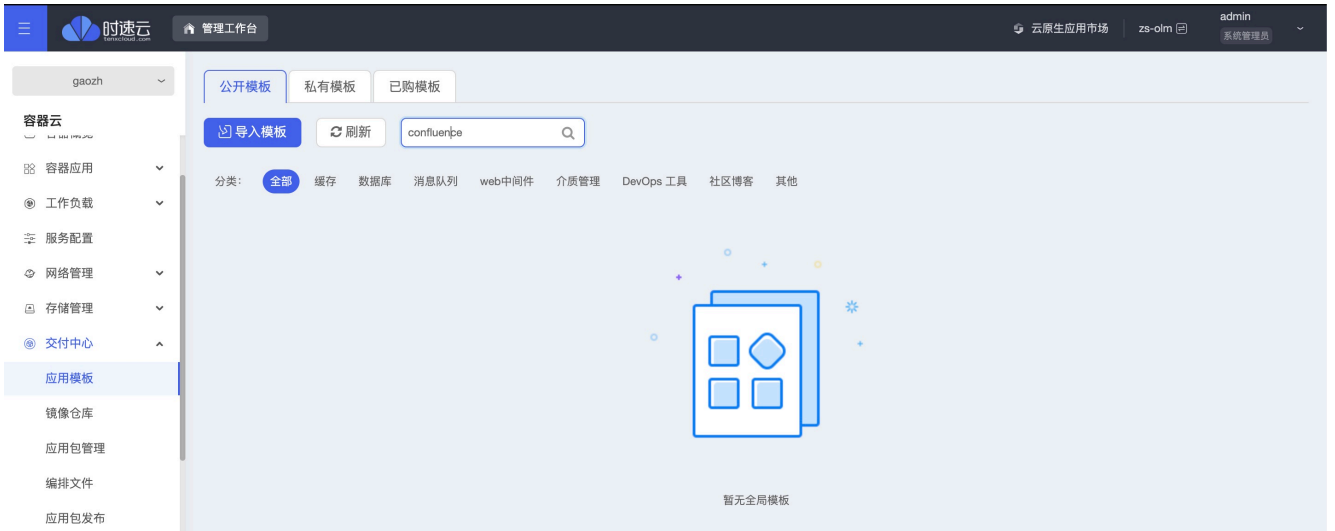 时速云
tenxcloud.com
管理工作台
云原生应用市场
zs-olm
admin
系统管理员
gaozh
容器云
容器应用
工作负载
服务配置
网络管理
存储管理
交付中心
应用模板
镜像仓库
应用包管理
编排文件
应用包发布
公开模板
私有模板
已购模板
导入模板
刷新
confluence
分类: 全部 缓存 数据库 消息队列 web中间件 介质管理 DevOps 工具 社区博客 其他
暂无全局模板